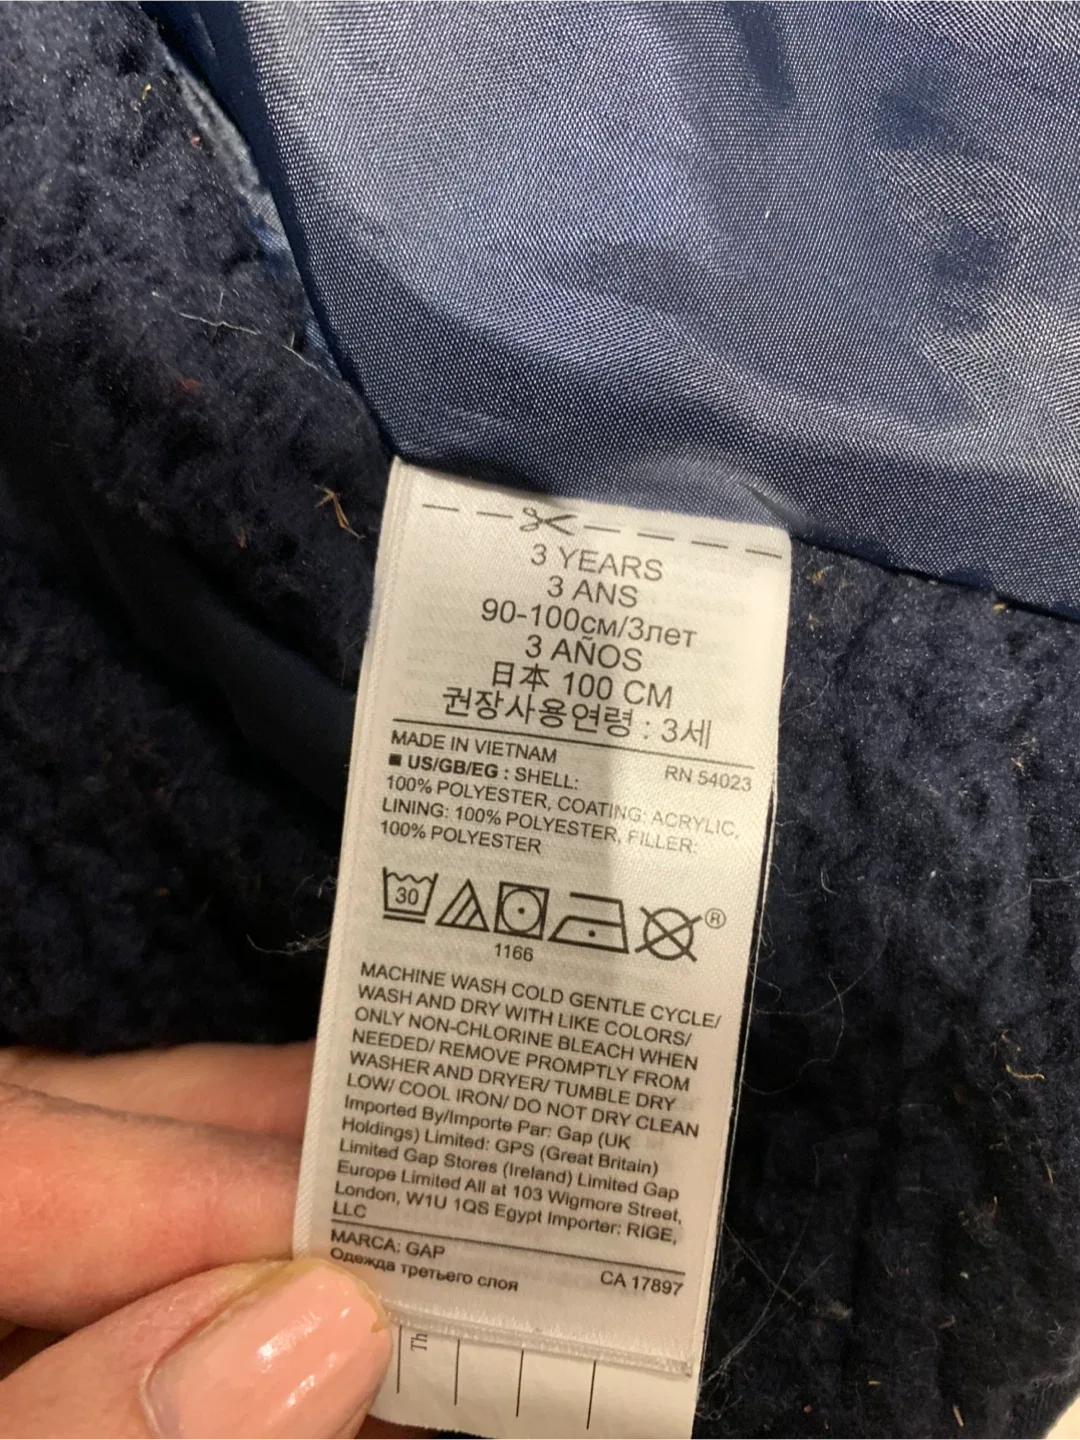 3 YEARS
3 ANS
90-100см/3лет
3 AÑOS
日本 100 CM
권장사용연령 : 3세
MADE IN VIETNAM
RN 54023
■ US/GB/EG : SHELL:
100% POLYESTER, COATING: ACRYLIC,
LINING: 100% POLYESTER, FILLER:
100% POLYESTER
30
®
1166
MACHINE WASH COLD GENTLE CYCLE/
WASH AND DRY WITH LIKE COLORS/
ONLY NON-CHLORINE BLEACH WHEN
NEEDED/ REMOVE PROMPTLY FROM
WASHER AND DRYER/ TUMBLE DRY
LOW/ COOL IRON/ DO NOT DRY CLEAN
Imported By/Importe Par: Gap (UK
Holdings) Limited: GPS (Great Britain)
Limited Gap Stores (Ireland) Limited Gap
Europe Limited All at 103 Wigmore Street,
London, W1U 1QS Egypt Importer: RIGE,
LLC
MARCA: GAP
CA 17897
Одежда третьего слоя
Th